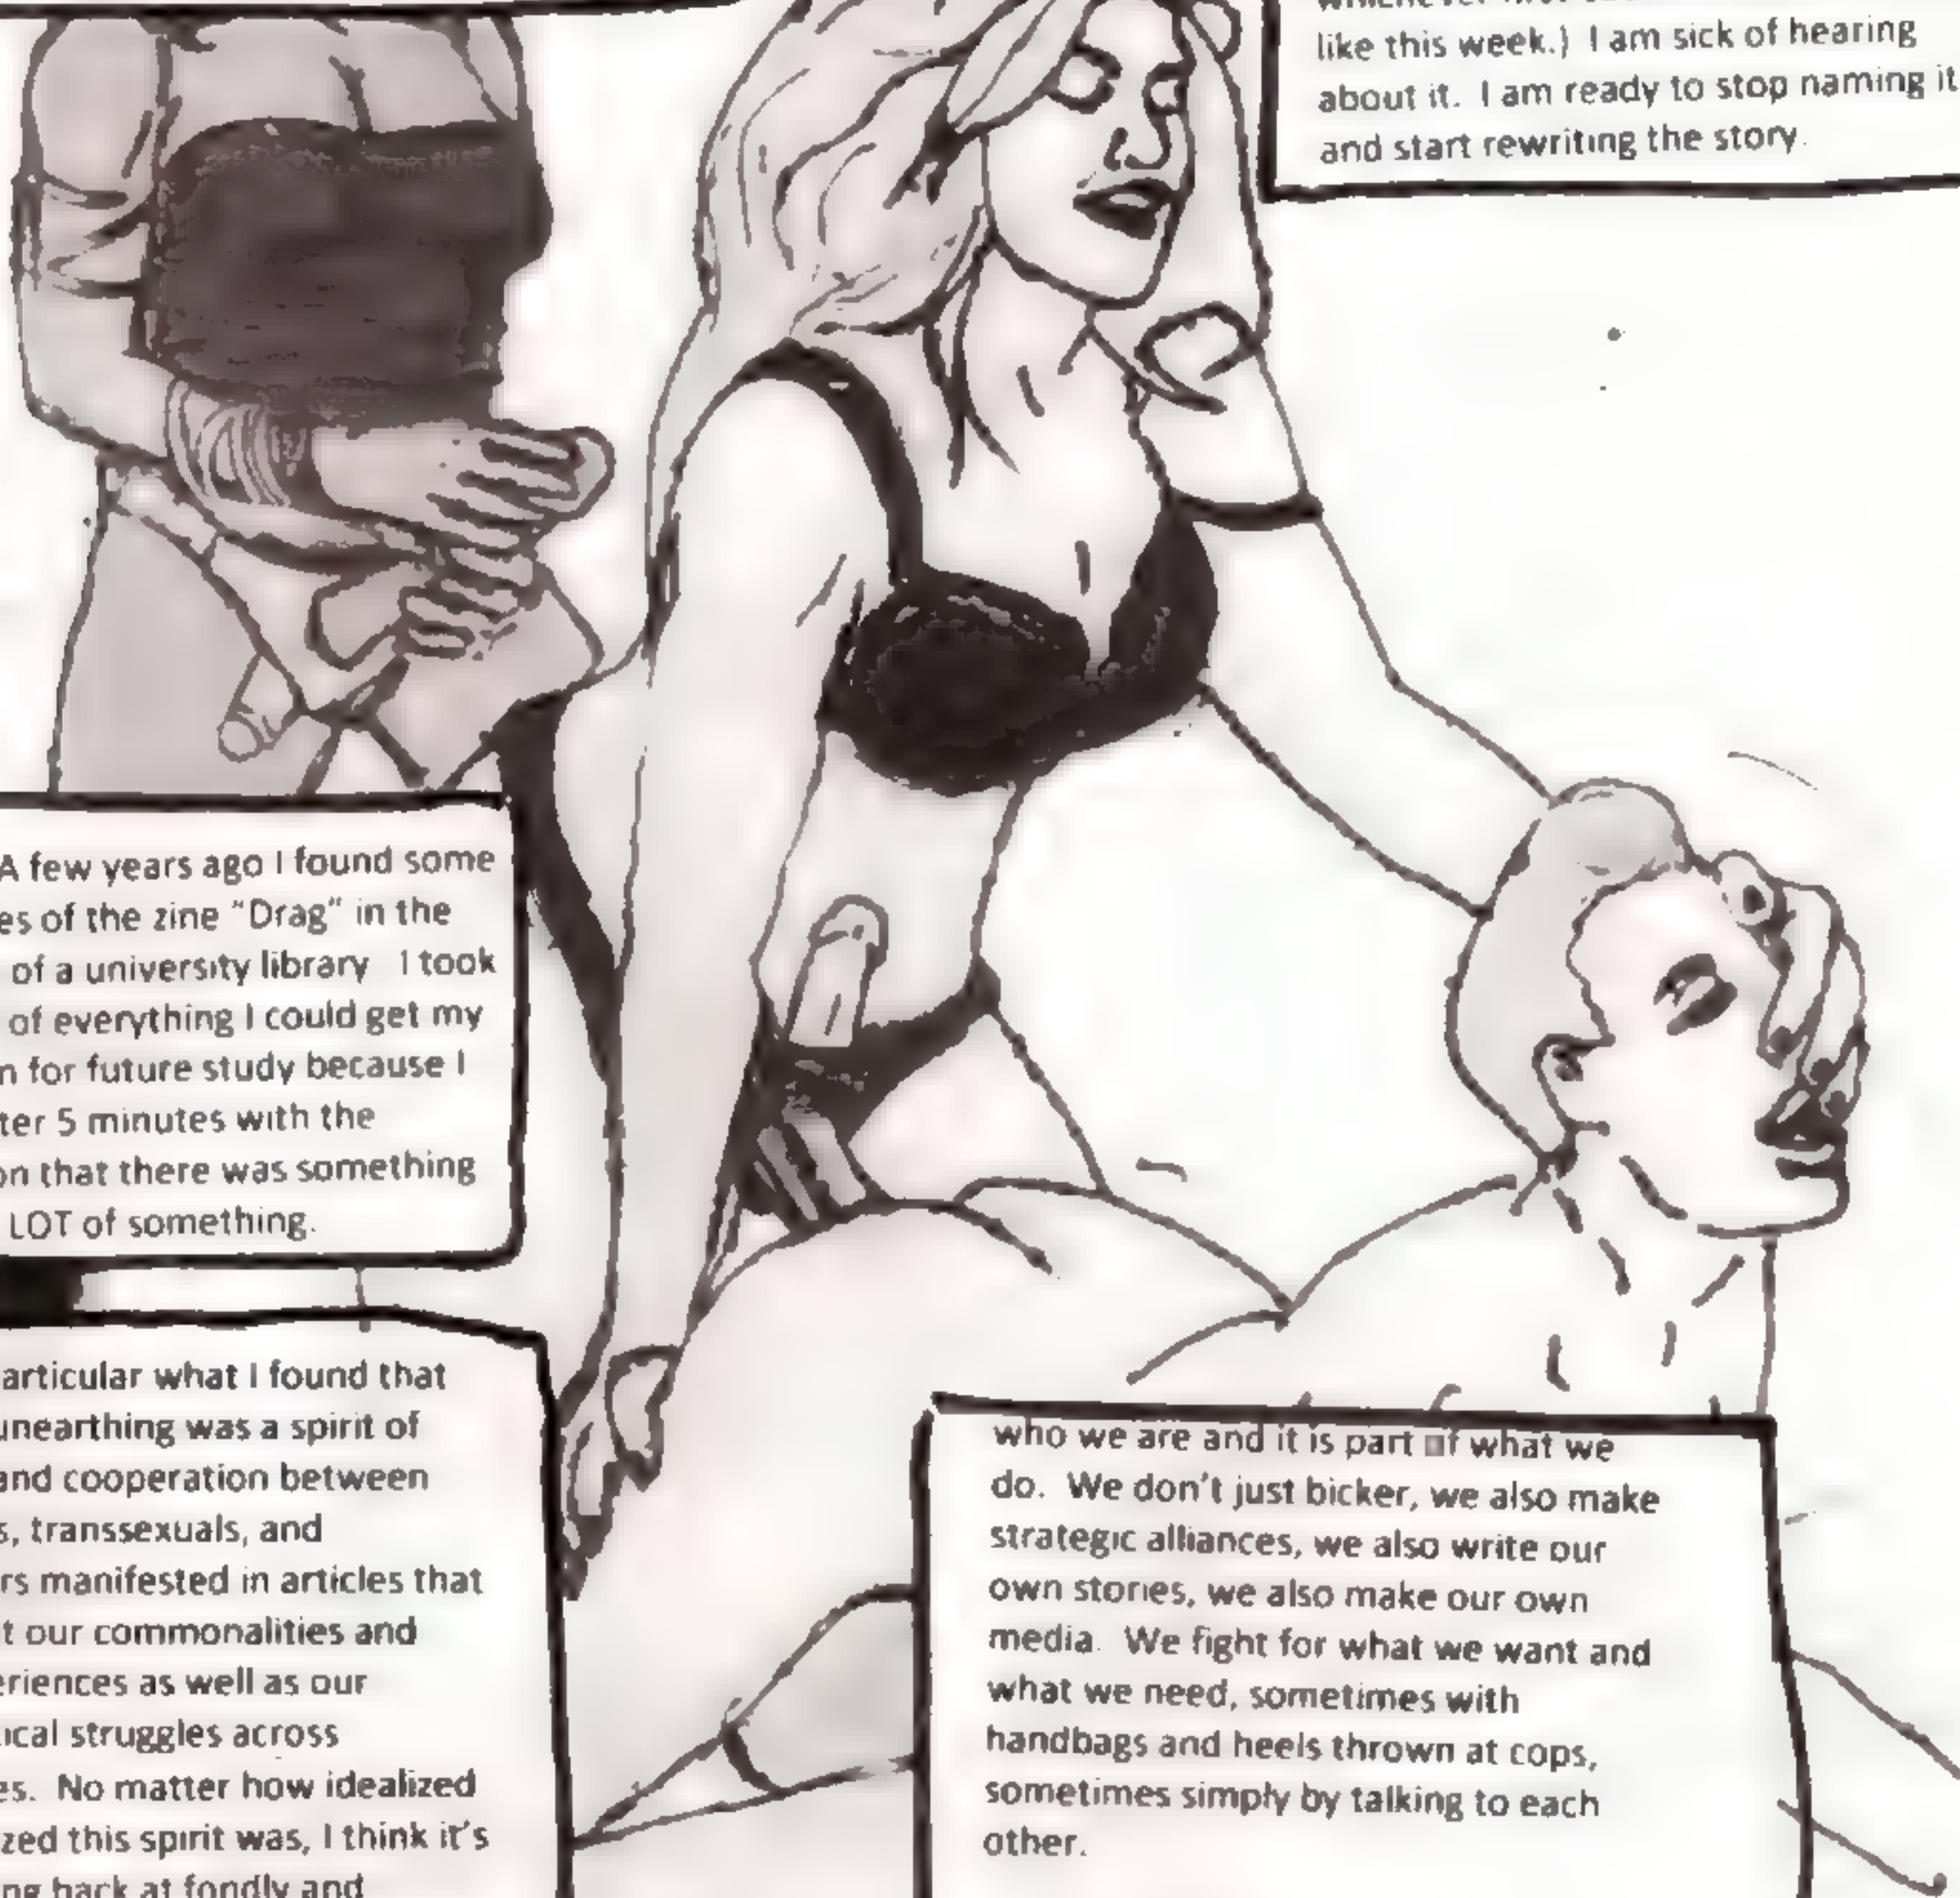 like this week.) I am sick of hearing
about it. I am ready to stop naming it
and start rewriting the story.
A few years ago I found some
es of the zine "Drag" in the
of a university library I took
of everything I could get my
n for future study because I
ter 5 minutes with the
on that there was something
LOT of something.
articular what I found that
unearthing was a spirit of
and cooperation between
s, transsexuals, and
rs manifested in articles that
t our commonalities and
eriences as well as our
ical struggles across
es. No matter how idealized
zed this spirit was, I think it's
ng back at fondly and
who we are and it is part of what we
do. We don't just bicker, we also make
strategic alliances, we also write our
own stories, we also make our own
media. We fight for what we want and
what we need, sometimes with
handbags and heels thrown at cops,
sometimes simply by talking to each
other.